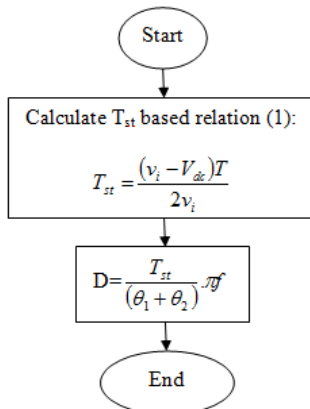 Start
Calculate T_st based relation (1):
T_st = (v_i − V_dc)T / 2v_i
D= T_st / (θ_1 + θ_2) .πf
End